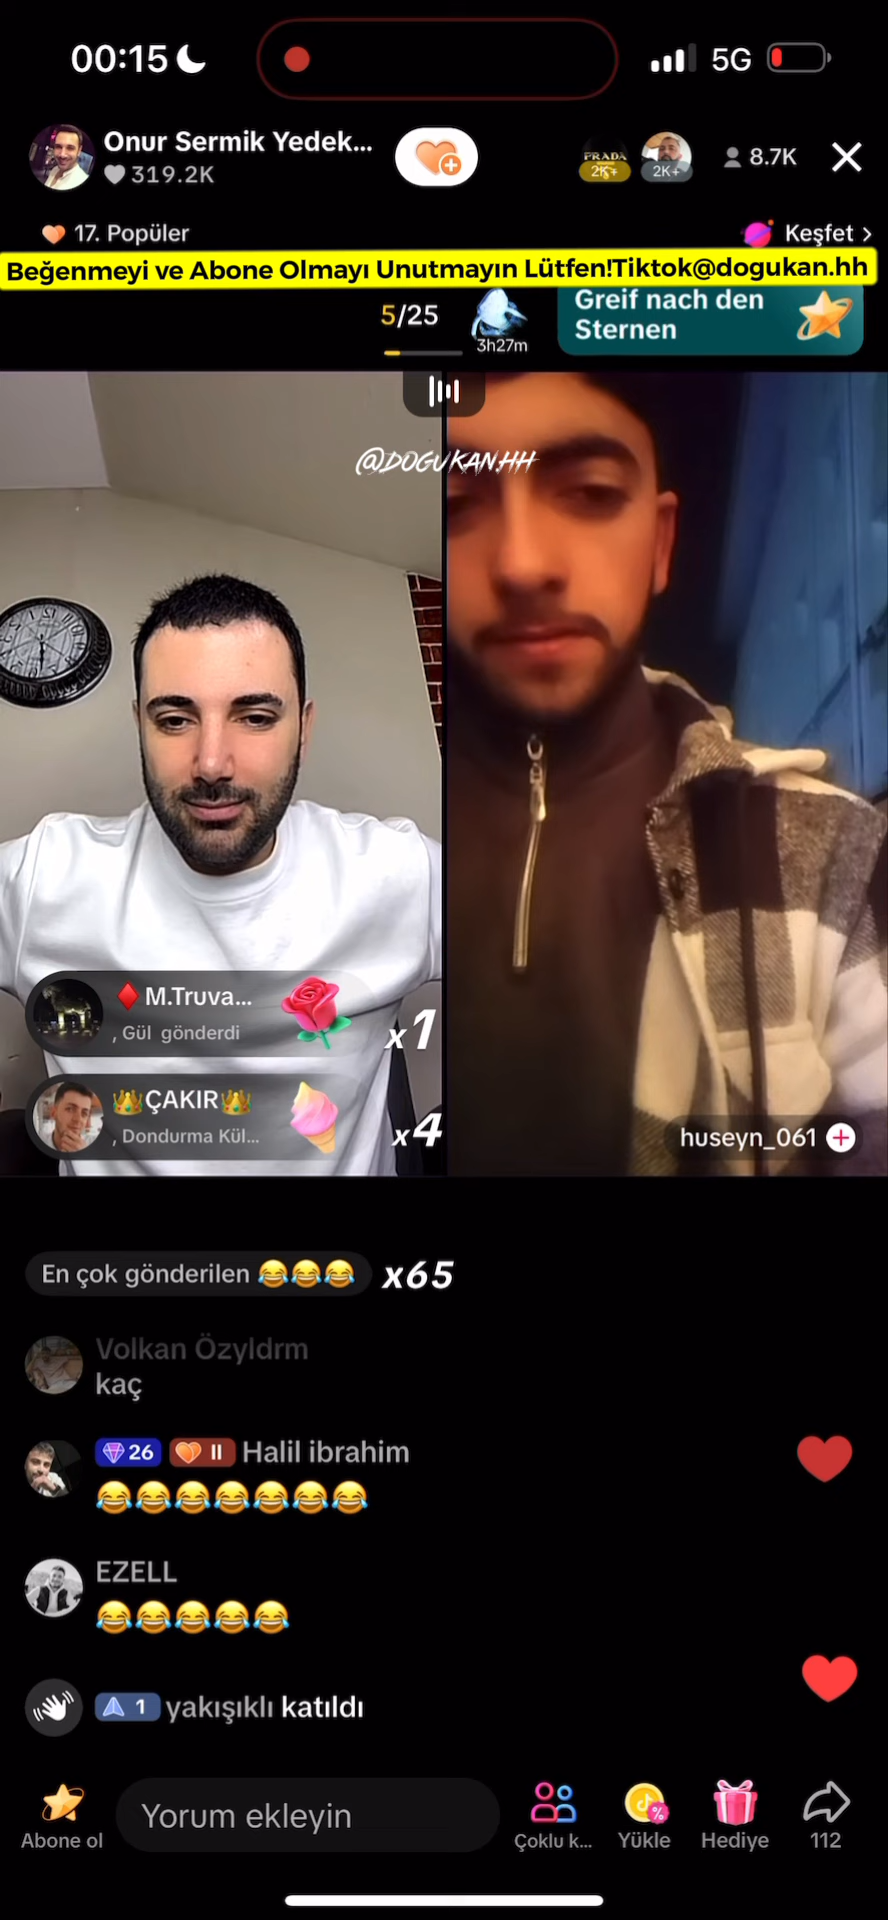 00:15
5G
Onur Sermik Yedek...
319.2K
PRADA
2K+
2K+
8.7K
17. Popüler
Keşfet >
Beğenmeyi ve Abone Olmayı Unutmayın Lütfen!Tiktok@dogukan.hh
5/25
3h27m
Greif nach den
Sternen
@DOGUKAN.HH
M.Truva...
, Gül gönderdi
x1
ÇAKIR
, Dondurma Kül...
x4
huseyn_061
En çok gönderilen 😂😂😂 x65
Volkan Özyldrm
kaç
26 II Halil ibrahim
😂😂😂😂😂😂😂
EZELL
😂😂😂😂😂
1 yakışıklı katıldı
Abone ol
Yorum ekleyin
Çoklu k...
Yükle
Hediye
112